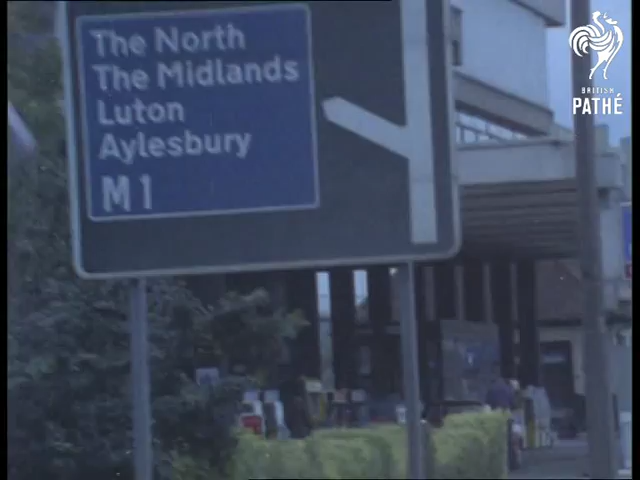 The North
The Midlands
Luton
Aylesbury
M1
BRITISH
PATHÉ